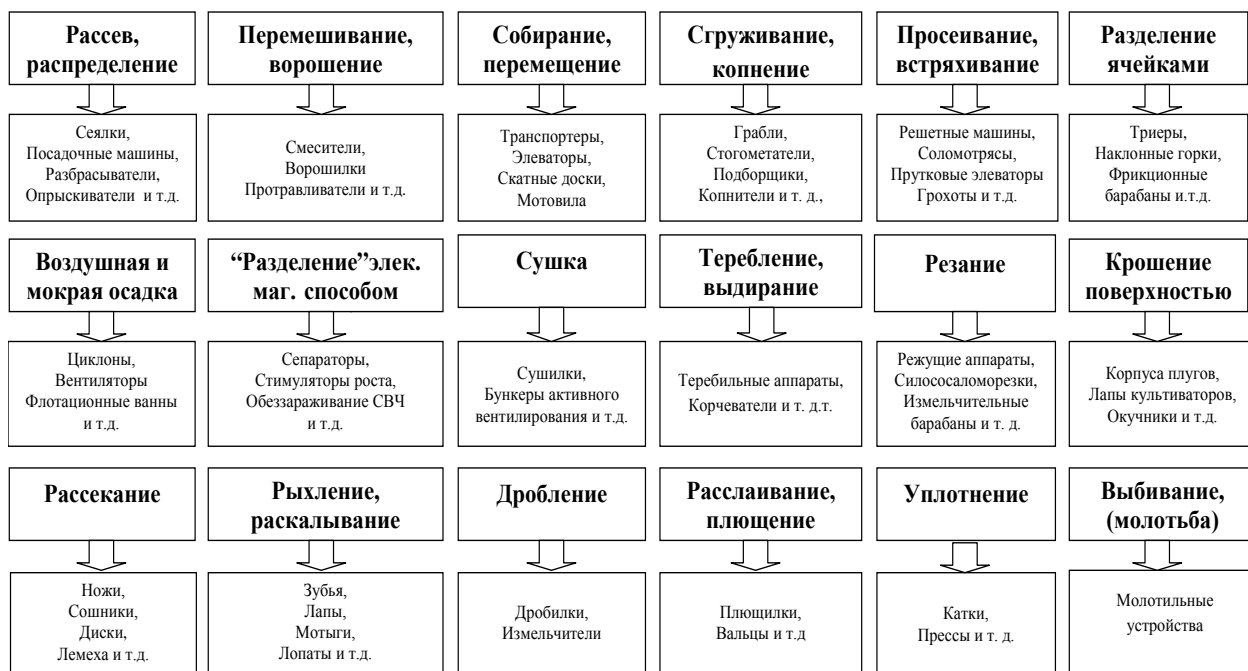 Рассев,
распределение
Перемешивание,
ворошение
Собирание,
перемещение
Сгруживание,
копнение
Просеивание,
встряхивание
Разделение
ячейками
Сеялки,
Посадочные машины,
Разбрасыватели,
Опрыскиватели и т.д.
Смесители,
Ворошилки
Протравливатели и т.д.
Транспортеры,
Элеваторы,
Скатные доски,
Мотовила
Грабли,
Стогометатели,
Подборщики,
Копнители и т. д.,
Решетные машины,
Соломотрясы,
Прутковые элеваторы
Грохоты и т.д.
Триеры,
Наклонные горки,
Фрикционные
барабаны и.т.д.
Воздушная и
мокрая осадка
“Разделение”элек.
маг. способом
Сушка
Теребление,
выдирание
Резание
Крошение
поверхностью
Циклоны,
Вентиляторы
Флотационные ванны
и т.д.
Сепараторы,
Стимуляторы роста,
Обеззараживание СВЧ
и т.д.
Сушилки,
Бункеры активного
вентилирования и т.д.
Теребильные аппараты,
Корчеватели и т. д.т.
Режущие аппараты,
Силососаломорезки,
Измельчительные
барабаны и т. д.
Корпуса плугов,
Лапы культиваторов,
Окучники и т.д.
Рассекание
Рыхление,
раскалывание
Дробление
Расслаивание,
плющение
Уплотнение
Выбивание,
(молотьба)
Ножи,
Сошники,
Диски,
Лемеха и т.д.
Зубья,
Лапы,
Мотыги,
Лопаты и т.д.
Дробилки,
Измельчители
Плющилки,
Вальцы и т.д
Катки,
Прессы и т. д.
Молотильные
устройства